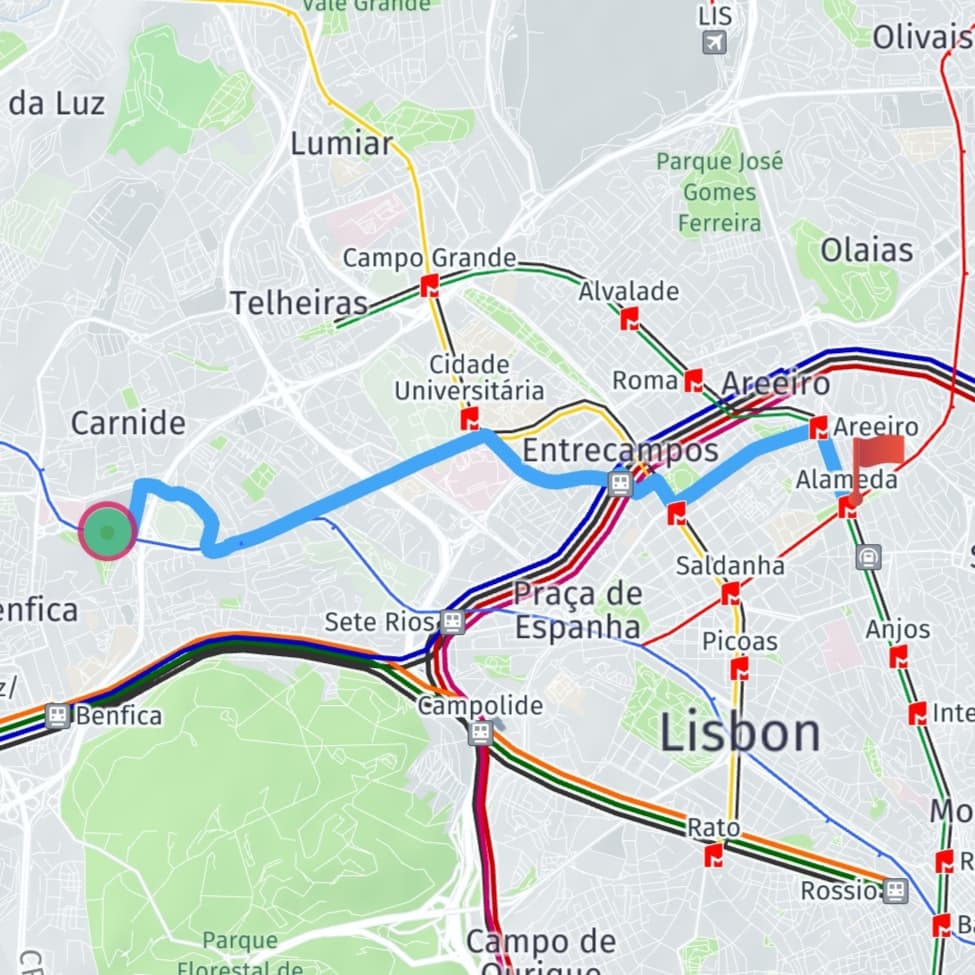 Vale Grande
LIS
Olivais
da Luz
Lumiar
Parque José
Gomes
Ferreira
Olaias
Campo Grande
Telheiras
Alvalade
Cidade
Universitária
Roma
Areeiro
Carnide
Areeiro
Entrecampos
Alameda
Saldanha
enfica
Praça de
Espanha
Sete Rios
Picoas
Anjos
z/
Benfica
Campolide
Inte
Lisbon
Mo
Rato
R
Rossio
Ba
Parque
Florestal de
Campo de
Ourique